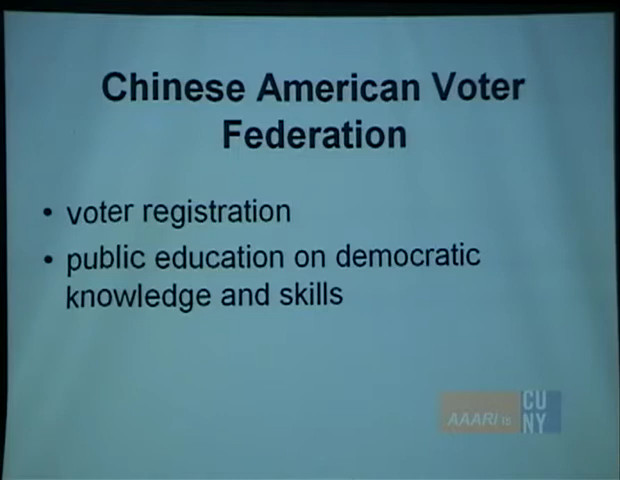 Chinese American Voter
Federation
• voter registration
• public education on democratic
knowledge and skills
AAARI is
CU
NY